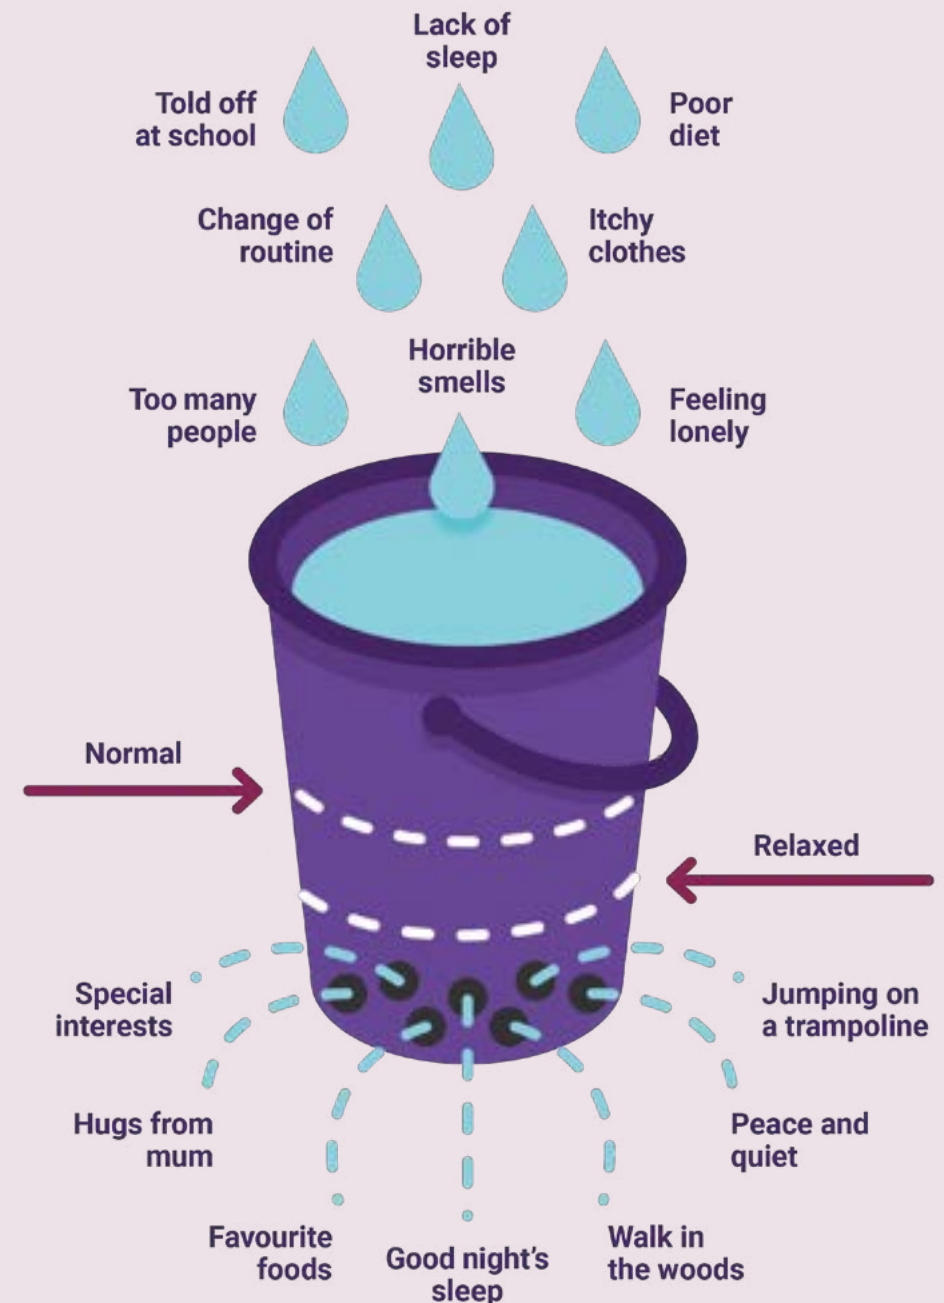 Lack of
sleep
Told off
at school
Poor
diet
Change of
routine
Itchy
clothes
Horrible
smells
Too many
people
Feeling
lonely
Normal
Relaxed
Special
interests
Jumping on
a trampoline
Hugs from
mum
Peace and
quiet
Favourite
foods
Good night's
sleep
Walk in
the woods